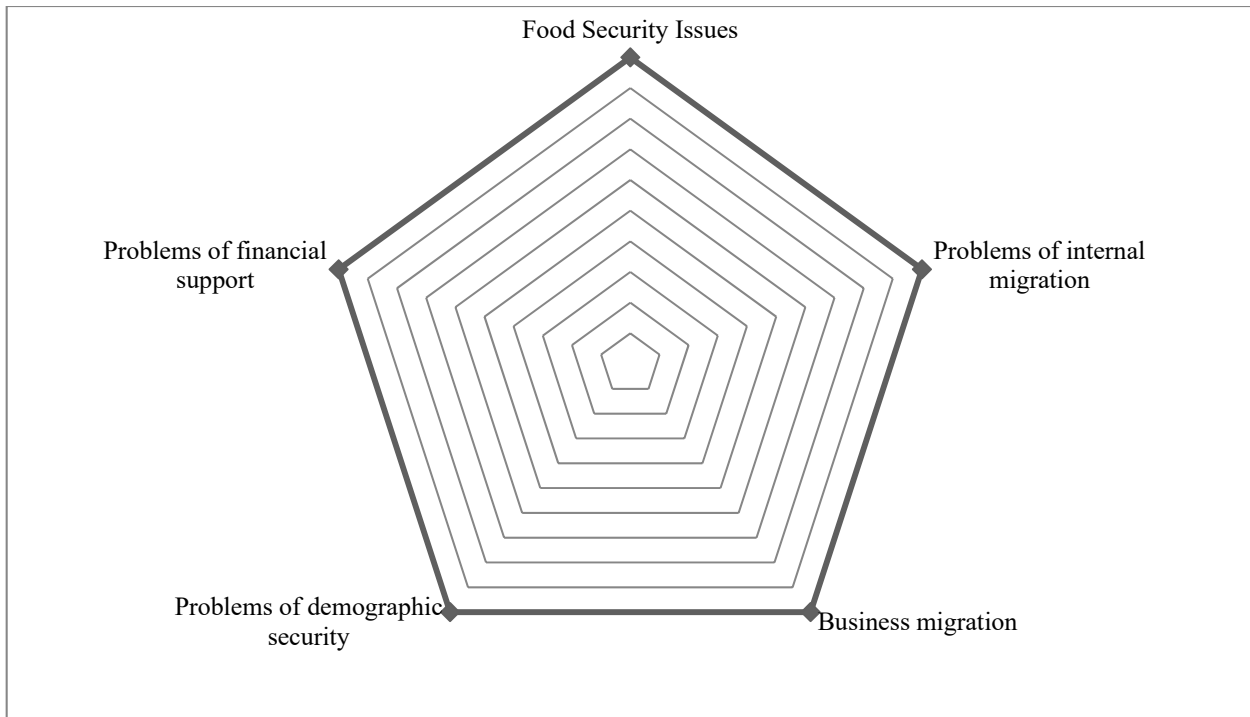 Food Security Issues
Problems of financial
support
Problems of internal
migration
Problems of demographic
security
Business migration